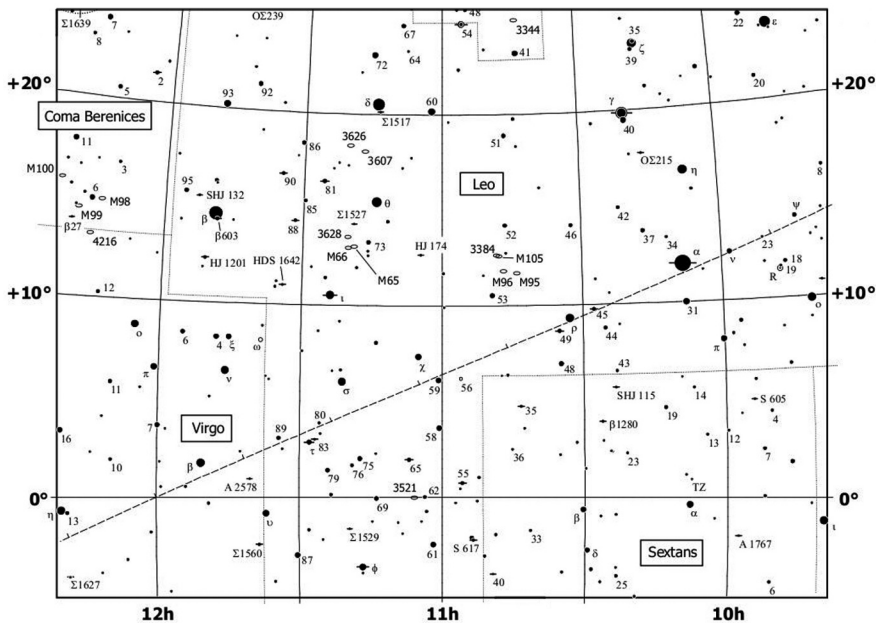 Σ1639 7 ΟΣ239 67 48 3344 35 22 ε
8 54 ζ
2 72 64 41 39 20
+20° 5 93 92 δ 60 γ +20°
Coma Berenices Σ1517 40
11 86 3626 51 ΟΣ215
M100 3 3607 η 8
95 90 81 Leo
6 M98 SHJ 132 θ ψ
M99 β 85 42
β27 β603 88 Σ1527 52 46 37 34 23
4216 3628 73 HJ 174 3384 M105 α ν 18
HJ 1201 HDS 1642 M66 M65 M96 M95 R 19
+10° 12 ι 53 31 ο +10°
45
ο 6 4 ξ ω ρ 49 44 π
π ν χ 48 43
11 σ 59 56 SHJ 115 14 S 605
35 19 4
7 Virgo 89 80 58 β1280 13 12
16 τ 83 36 23 7
10 β 79 76 75 65 55
A 2578 3521 62 TZ
0° 69 0°
η 13 υ β α ι
Σ1560 87 Σ1529 61 S 617 33 δ Sextans A 1767
Σ1627 ϕ 40 25 6
12h 11h 10h